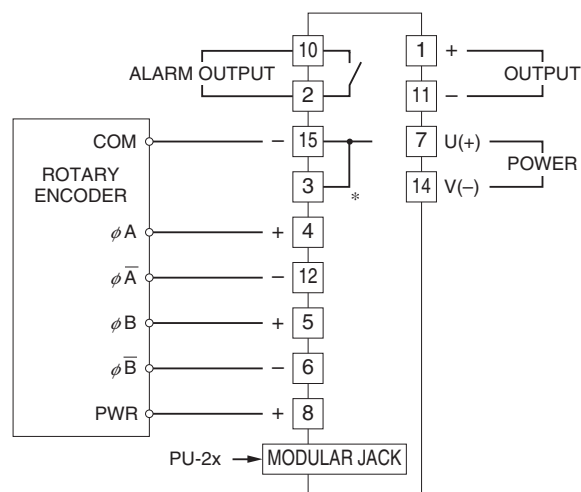 10
1 +
ALARM OUTPUT
OUTPUT
2
11 −
COM − 15
7 U(+)
POWER
ROTARY
ENCODER
3
*
14 V(–)
ϕA + 4
ϕA̅ − 12
ϕB + 5
ϕB̅ − 6
PWR + 8
PU-2x MODULAR JACK